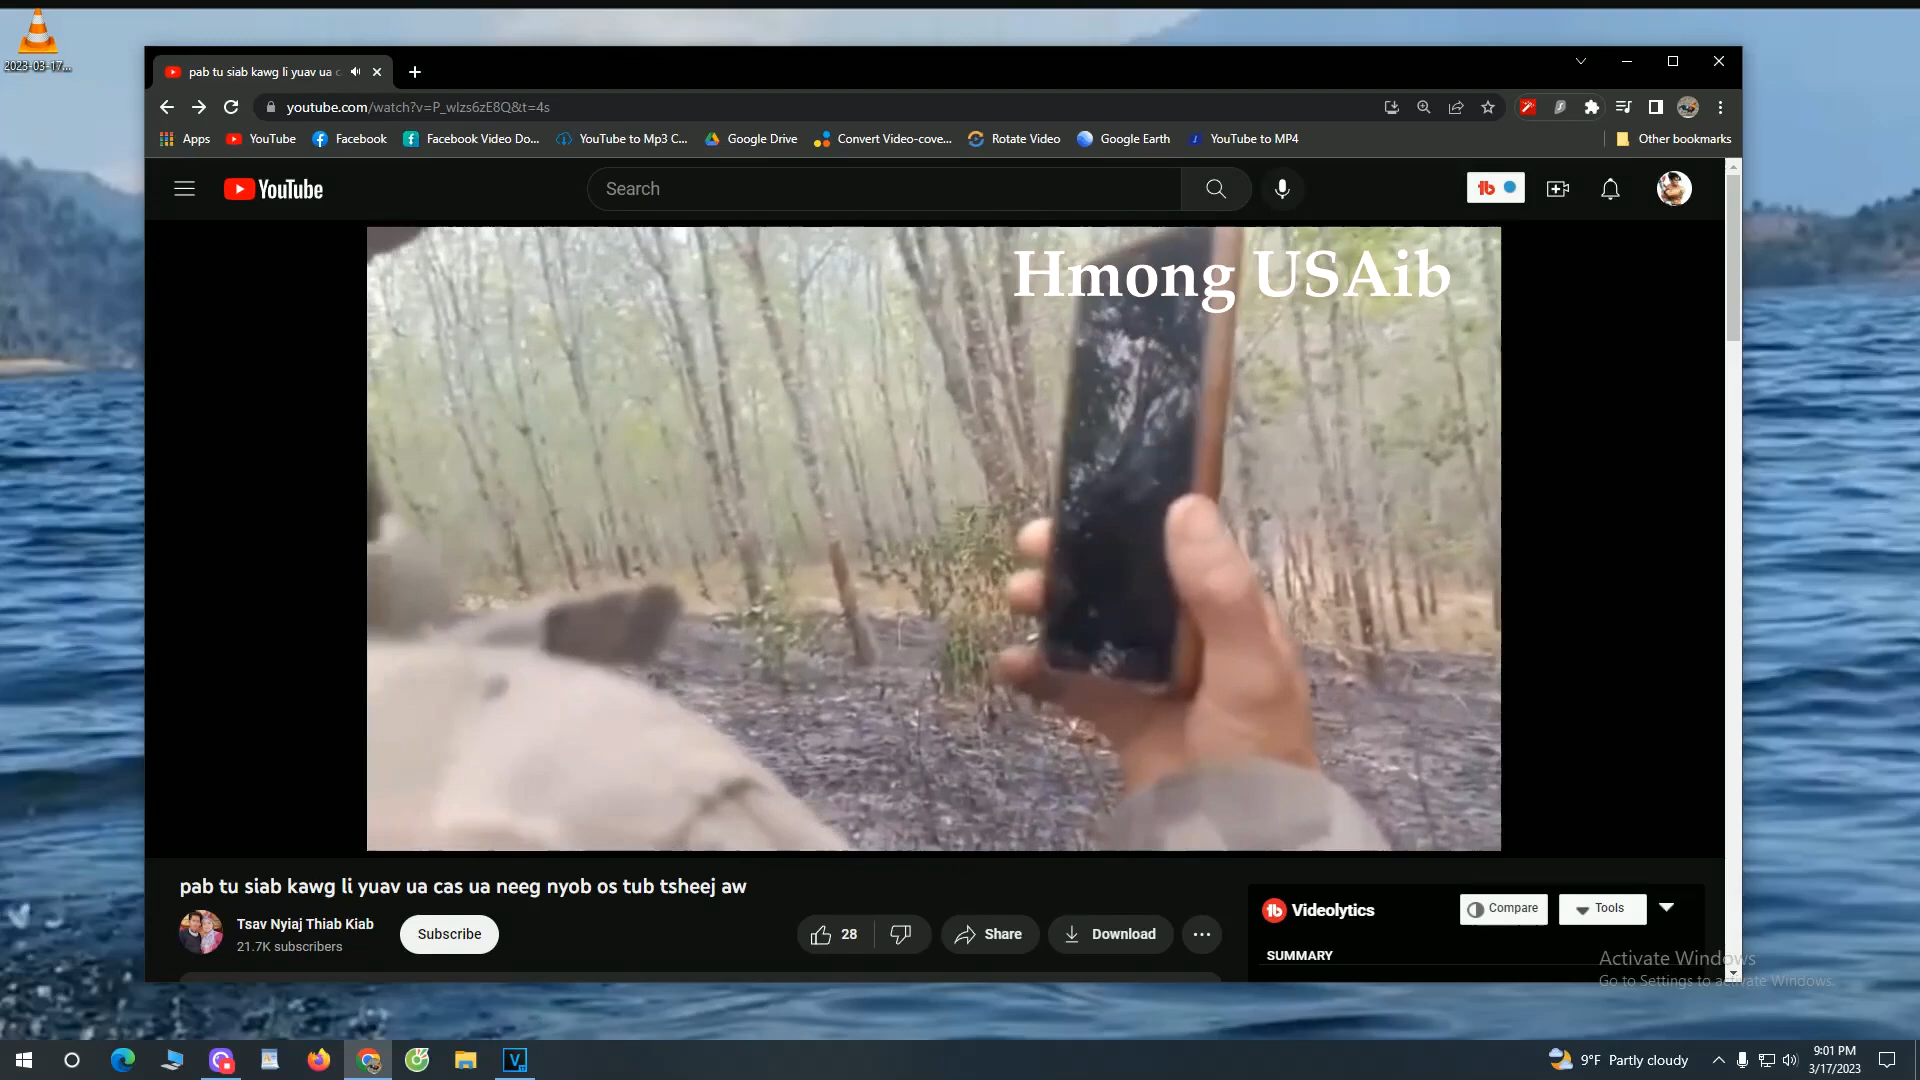 2023-03-17...
pab tu siab kawg li yuav ua c
youtube.com/watch?v=P_wlzs6zE8Q&t=4s
Apps YouTube Facebook Facebook Video Do... YouTube to Mp3 C... Google Drive Convert Video-cove... Rotate Video Google Earth YouTube to MP4 Other bookmarks
YouTube Search
Hmong USAib
pab tu siab kawg li yuav ua cas ua neeg nyob os tub tsheej aw
Tsav Nyiaj Thiab Kiab
21.7K subscribers
Subscribe
28 Share Download
Videolytics Compare Tools
SUMMARY
Activate Windows
Go to Settings to activate Windows.
9°F Partly cloudy
9:01 PM
3/17/2023